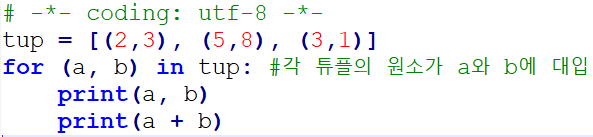 # -*- coding: utf-8 -*-
tup = [(2,3), (5,8), (3,1)]
for (a, b) in tup: #각 튜플의 원소가 a와 b에 대입
    print(a, b)
    print(a + b)